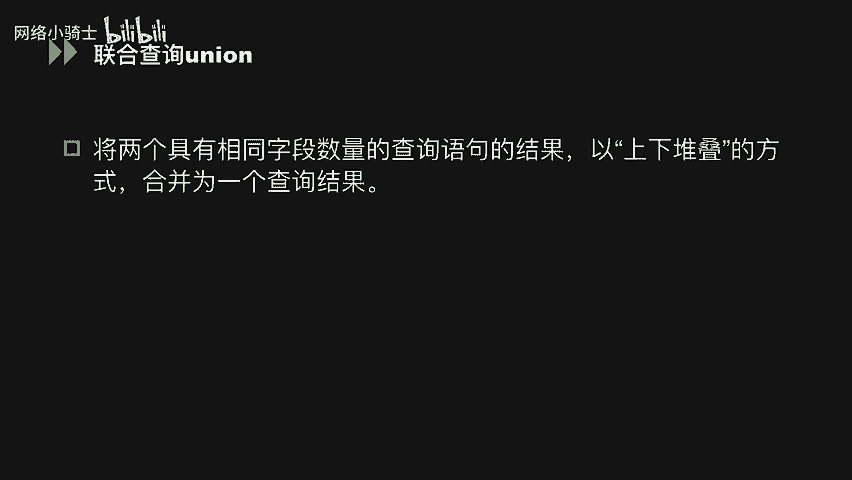 网络小骑士 bilibili
联合查询union
将两个具有相同字段数量的查询语句的结果，以“上下堆叠”的方
式，合并为一个查询结果。